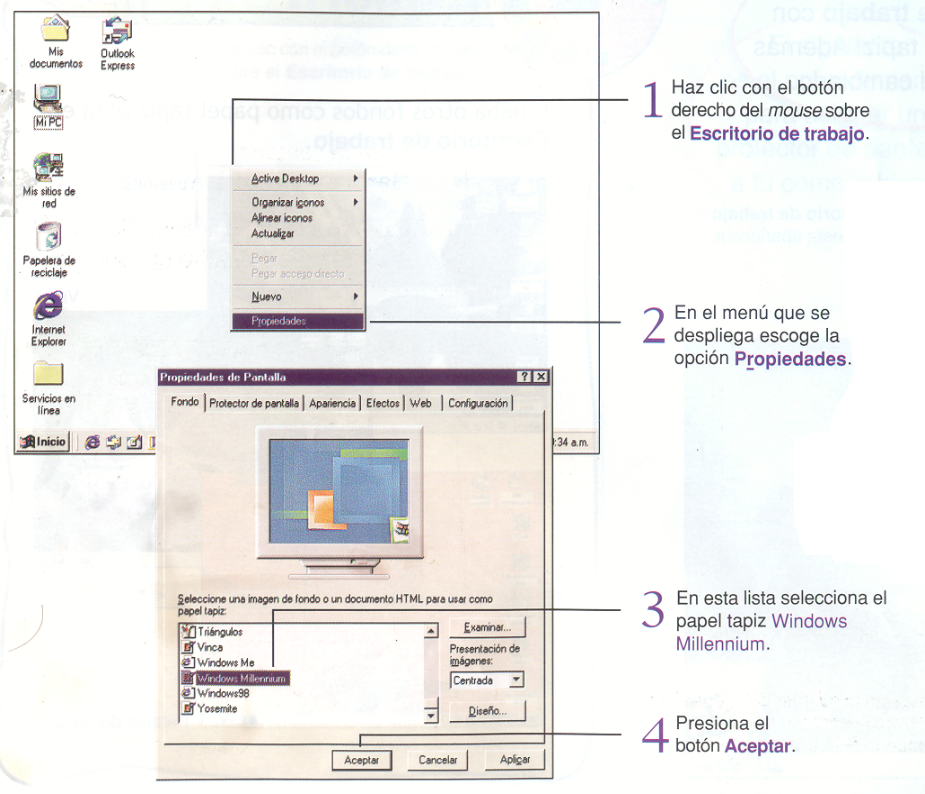 Mis
documentos
Outlook
Express
Mi PC
Mis sitios de
red
Papelera de
reciclaje
Internet
Explorer
Servicios en
línea
Inicio
:34 a.m.
Active Desktop
Organizar iconos
Alinear iconos
Actualizar
Pegar
Pegar acceso directo
Nuevo
Propiedades
1 Haz clic con el botón
derecho del mouse sobre
el Escritorio de trabajo.
2 En el menú que se
despliega escoge la
opción Propiedades.
Propiedades de Pantalla
Fondo Protector de pantalla Apariencia Efectos Web Configuración
Seleccione una imagen de fondo o un documento HTML para usar como
papel tapiz:
Triángulos
Vinca
Windows Me
Windows Millennium
Windows98
Yosemite
Examinar...
Presentación de
imágenes:
Centrada
Diseño...
Aceptar Cancelar Aplicar
3 En esta lista selecciona el
papel tapiz Windows
Millennium.
4 Presiona el
botón Aceptar.